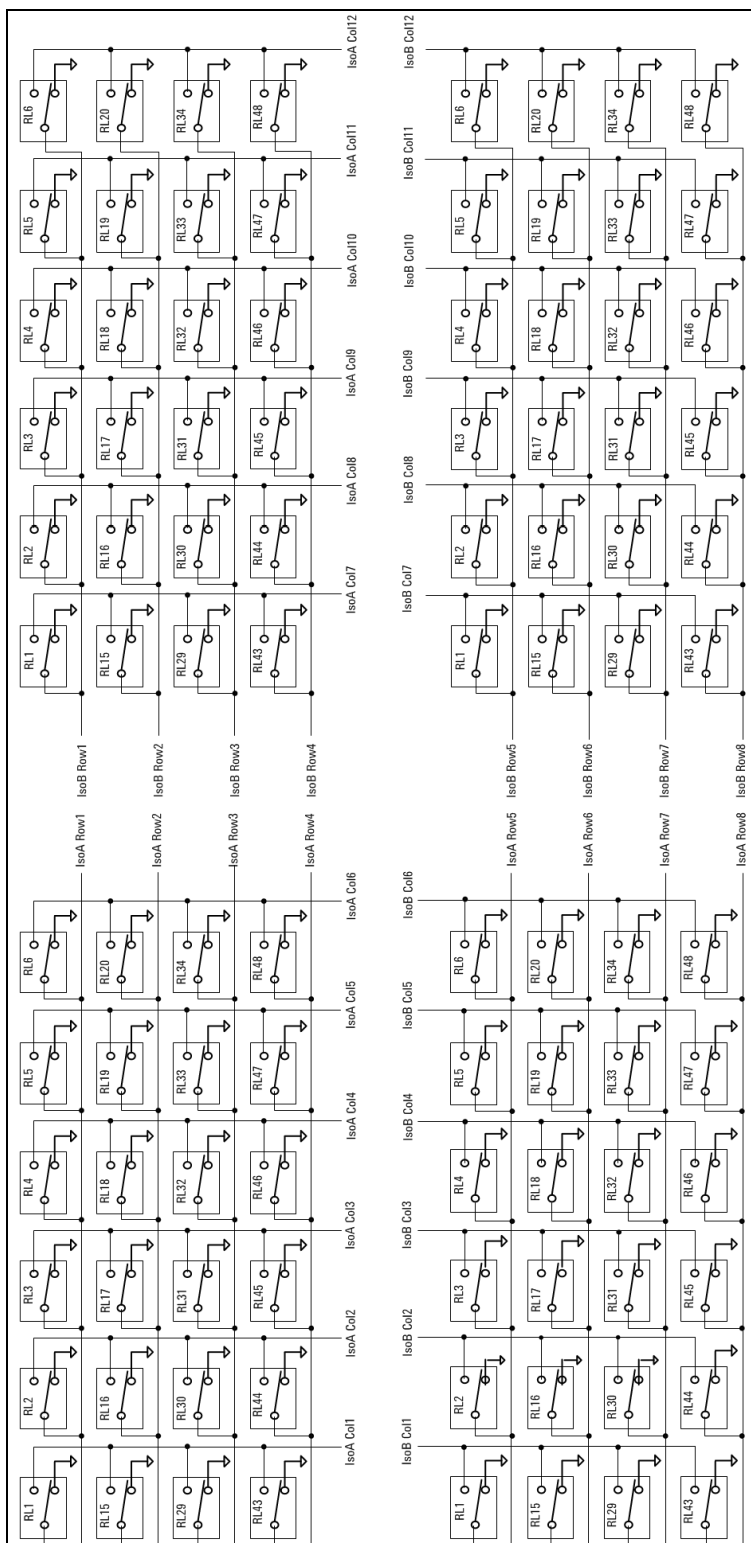 RL1 RL2 RL3 RL4 RL5 RL6 RL1 RL2 RL3 RL4 RL5 RL6
IsoA Row1 IsoB Row1
RL15 RL16 RL17 RL18 RL19 RL20 RL15 RL16 RL17 RL18 RL19 RL20
IsoA Row2 IsoB Row2
RL29 RL30 RL31 RL32 RL33 RL34 RL29 RL30 RL31 RL32 RL33 RL34
IsoA Row3 IsoB Row3
RL43 RL44 RL45 RL46 RL47 RL48 RL43 RL44 RL45 RL46 RL47 RL48
IsoA Row4 IsoB Row4
IsoA Col1 IsoA Col2 IsoA Col3 IsoA Col4 IsoA Col5 IsoA Col6 IsoA Col7 IsoA Col8 IsoA Col9 IsoA Col10 IsoA Col11 IsoA Col12
IsoB Col1 IsoB Col2 IsoB Col3 IsoB Col4 IsoB Col5 IsoB Col6 IsoB Col7 IsoB Col8 IsoB Col9 IsoB Col10 IsoB Col11 IsoB Col12
RL1 RL2 RL3 RL4 RL5 RL6 RL1 RL2 RL3 RL4 RL5 RL6
IsoA Row5 IsoB Row5
RL15 RL16 RL17 RL18 RL19 RL20 RL15 RL16 RL17 RL18 RL19 RL20
IsoA Row6 IsoB Row6
RL29 RL30 RL31 RL32 RL33 RL34 RL29 RL30 RL31 RL32 RL33 RL34
IsoA Row7 IsoB Row7
RL43 RL44 RL45 RL46 RL47 RL48 RL43 RL44 RL45 RL46 RL47 RL48
IsoA Row8 IsoB Row8